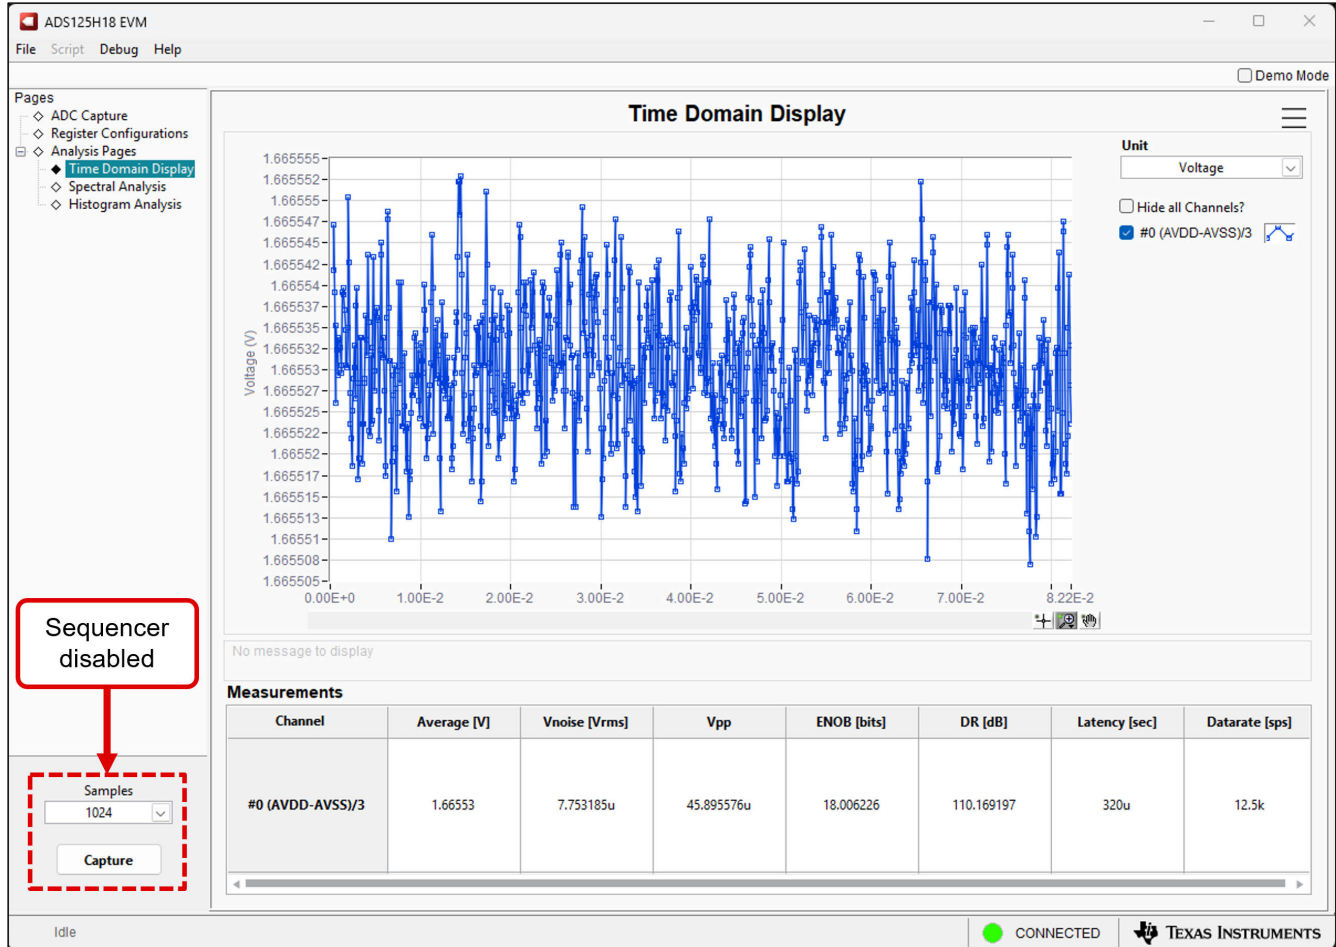 ADS125H18 EVM
File Script Debug Help
Demo Mode
Pages
ADC Capture
Register Configurations
Analysis Pages
Time Domain Display
Spectral Analysis
Histogram Analysis
Time Domain Display
Unit
Voltage
Hide all Channels?
#0 (AVDD-AVSS)/3
Voltage (V)
1.665555
1.665552
1.66555
1.665547
1.665545
1.665542
1.66554
1.665537
1.665535
1.665532
1.66553
1.665527
1.665525
1.665522
1.66552
1.665517
1.665515
1.665513
1.66551
1.665508
1.665505
0.00E+0 1.00E-2 2.00E-2 3.00E-2 4.00E-2 5.00E-2 6.00E-2 7.00E-2 8.22E-2
No message to display
Sequencer
disabled
Samples
1024
Capture
Measurements
Channel Average [V] Vnoise [Vrms] Vpp ENOB [bits] DR [dB] Latency [sec] Datarate [sps]
#0 (AVDD-AVSS)/3 1.66553 7.753185u 45.895576u 18.006226 110.169197 320u 12.5k
Idle
CONNECTED
TEXAS INSTRUMENTS